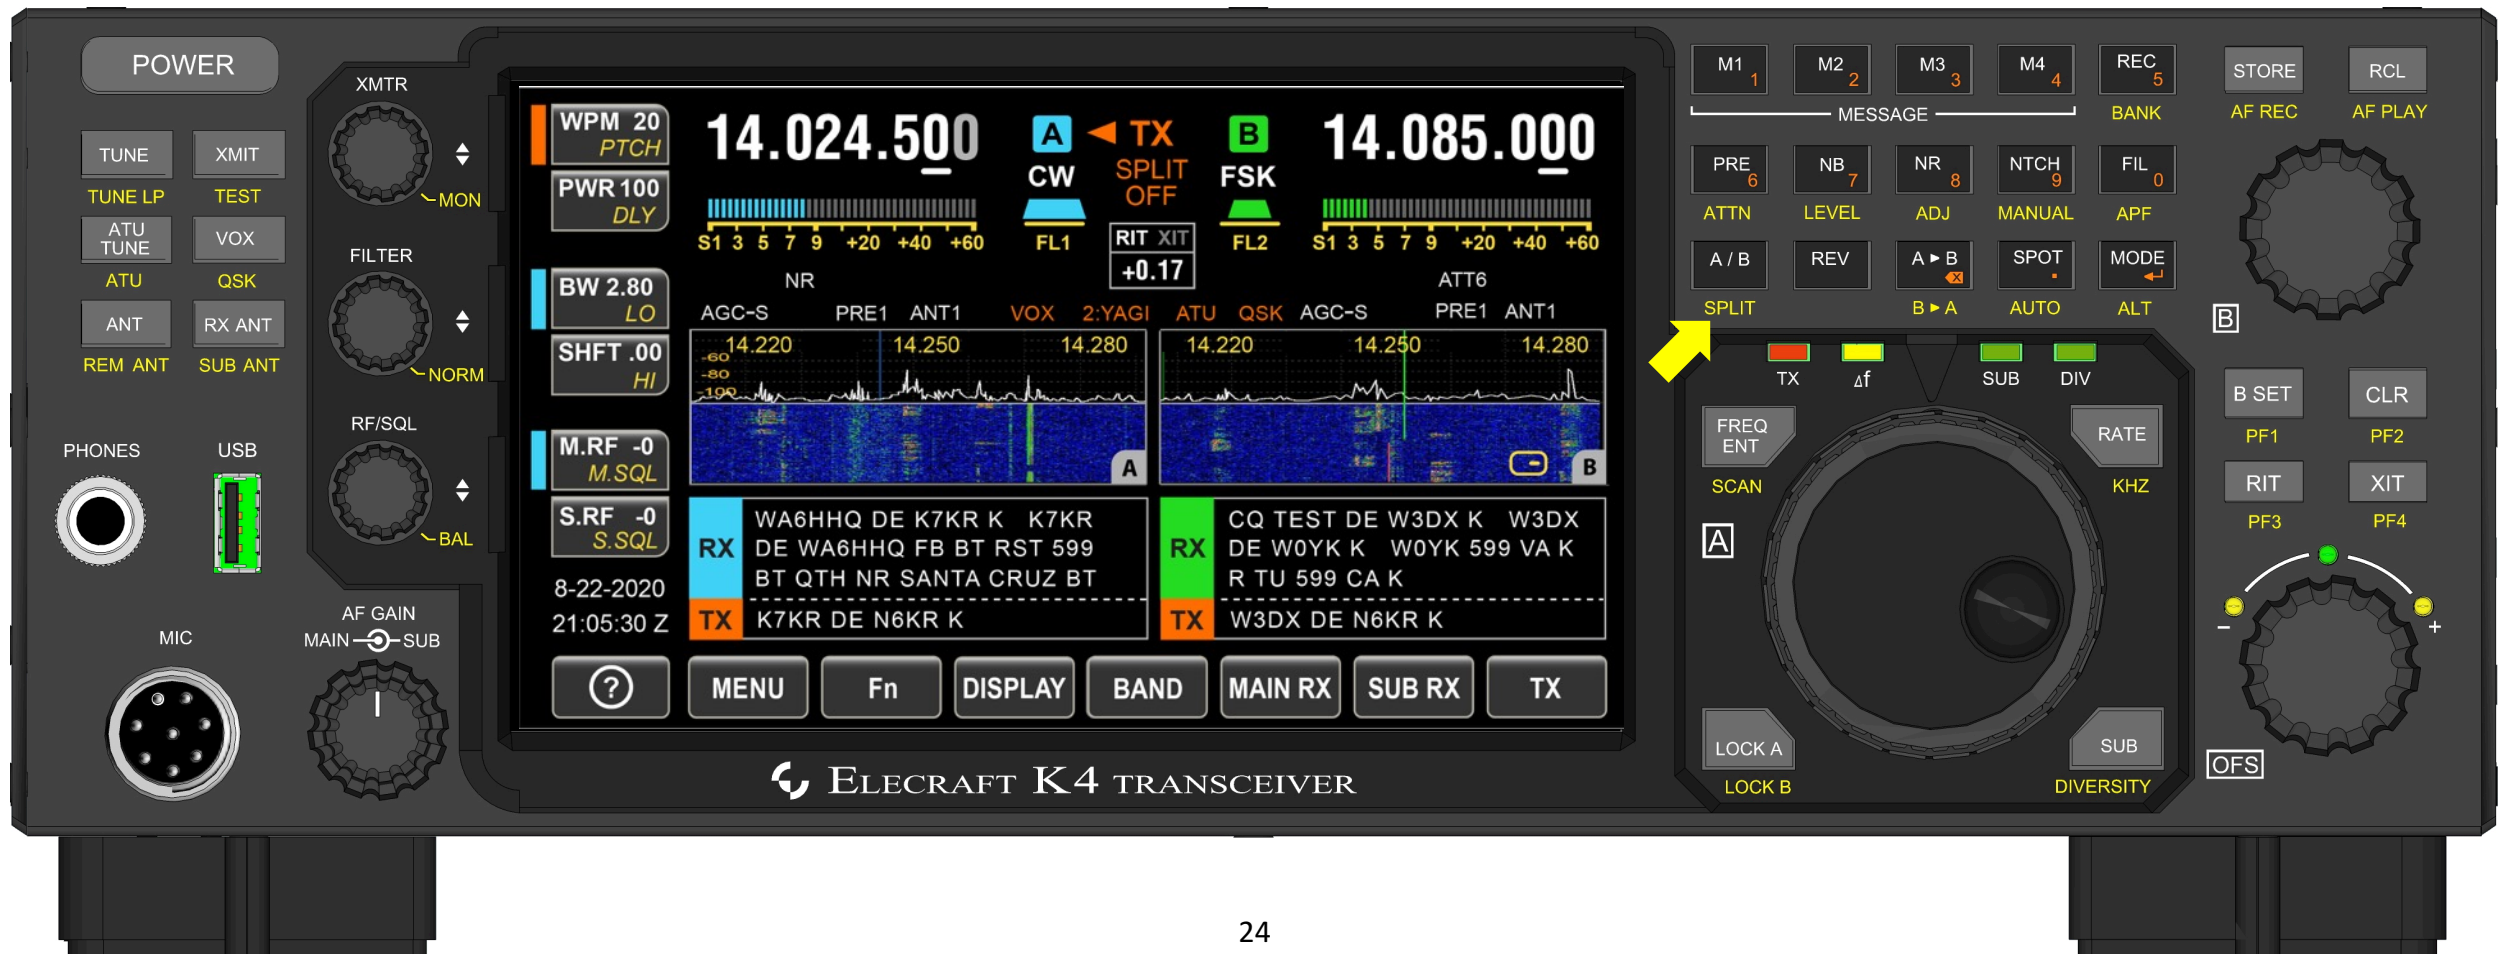 POWER
TUNE XMIT
TUNE LP TEST
ATU TUNE VOX
ATU QSK
ANT RX ANT
REM ANT SUB ANT
PHONES USB
MIC
XMTR
MON
FILTER
NORM
RF/SQL
BAL
AF GAIN
MAIN SUB
WPM 20
PTCH
PWR 100
DLY
BW 2.80
LO
SHFT .00
HI
M.RF -0
M.SQL
S.RF -0
S.SQL
8-22-2020
21:05:30 Z
14.024.500 A TX B 14.085.000
CW SPLIT OFF FSK
S1 3 5 7 9 +20 +40 +60 FL1 RIT XIT FL2 S1 3 5 7 9 +20 +40 +60
+0.17
NR ATT6
AGC-S PRE1 ANT1 VOX 2:YAGI ATU QSK AGC-S PRE1 ANT1
14.220 14.250 14.280 14.220 14.250 14.280
-60
-80
-100
A B
RX
WA6HHQ DE K7KR K K7KR
DE WA6HHQ FB BT RST 599
BT QTH NR SANTA CRUZ BT
TX K7KR DE N6KR K
RX
CQ TEST DE W3DX K W3DX
DE W0YK K W0YK 599 VA K
R TU 599 CA K
TX W3DX DE N6KR K
? MENU Fn DISPLAY BAND MAIN RX SUB RX TX
ELECRAFT K4 TRANSCEIVER
M1 1 M2 2 M3 3 M4 4 REC 5
MESSAGE BANK
PRE 6 NB 7 NR 8 NTCH 9 FIL 0
ATTN LEVEL ADJ MANUAL APF
A / B REV A ▸ B SPOT . MODE
SPLIT B ▸ A AUTO ALT
TX Δf SUB DIV
FREQ ENT RATE
SCAN KHZ
A
LOCK A SUB
LOCK B DIVERSITY
STORE RCL
AF REC AF PLAY
B
B SET CLR
PF1 PF2
RIT XIT
PF3 PF4
− +
OFS
24